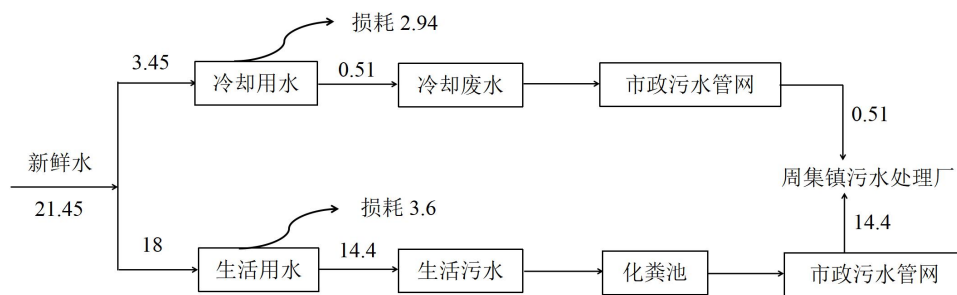 损耗 2.94
3.45
冷却用水
0.51
冷却废水
市政污水管网
0.51
新鲜水
21.45
周集镇污水处理厂
损耗 3.6
18
生活用水
14.4
生活污水
化粪池
市政污水管网
14.4